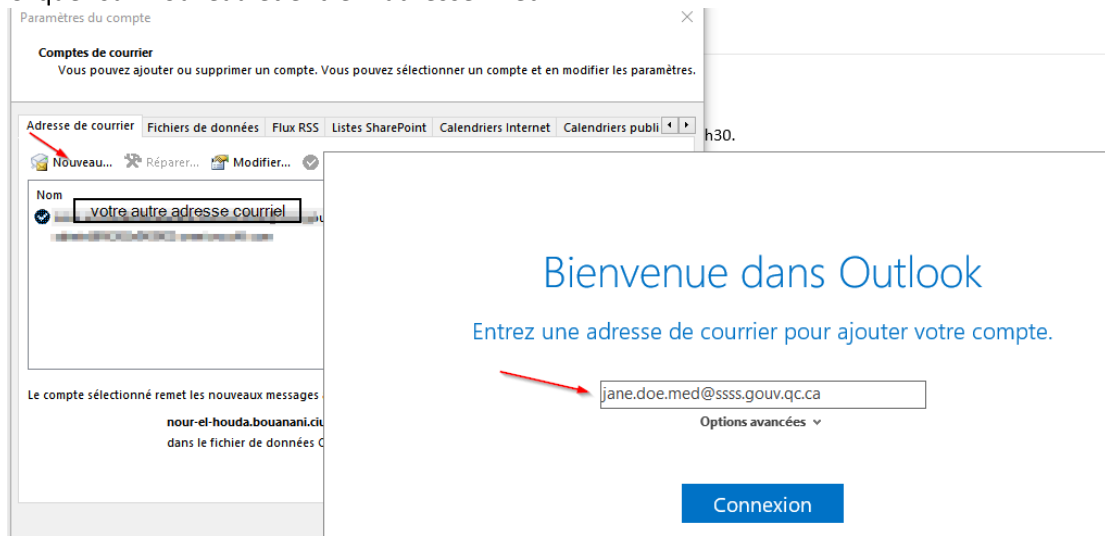 Paramètres du compte
Comptes de courrier
Vous pouvez ajouter ou supprimer un compte. Vous pouvez sélectionner un compte et en modifier les paramètres.
Adresse de courrier Fichiers de données Flux RSS Listes SharePoint Calendriers Internet Calendriers publi
h30.
Nouveau... Réparer... Modifier...
Nom
votre autre adresse courriel
Bienvenue dans Outlook
Entrez une adresse de courrier pour ajouter votre compte.
jane.doe.med@ssss.gouv.qc.ca
Options avancées
Le compte sélectionné remet les nouveaux messages
nour-el-houda.bouanani.ciu
dans le fichier de données
Connexion